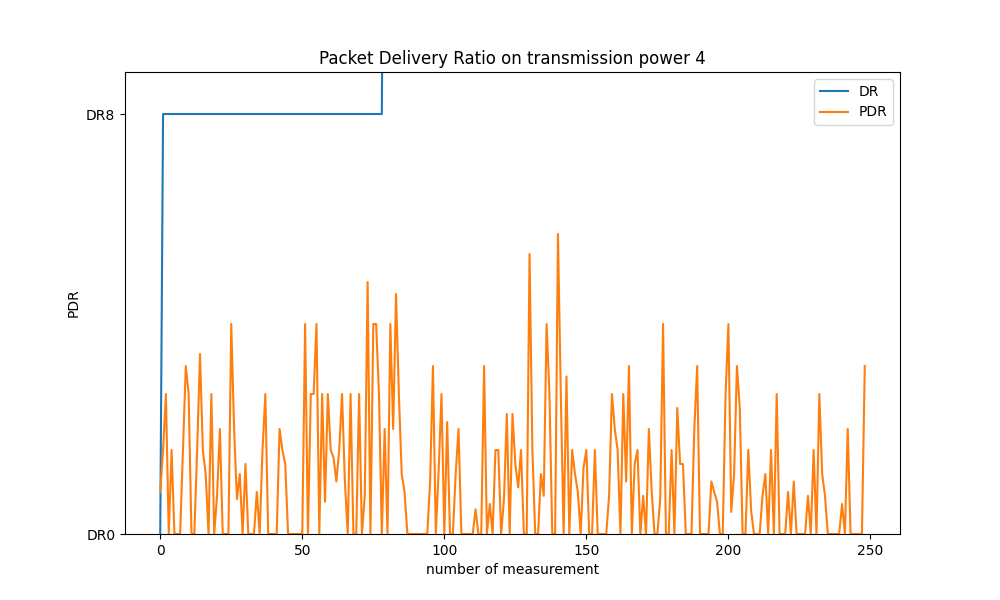 Packet Delivery Ratio on transmission power 4
DR
PDR
DR8
PDR
DR0
0 50 100 150 200 250
number of measurement